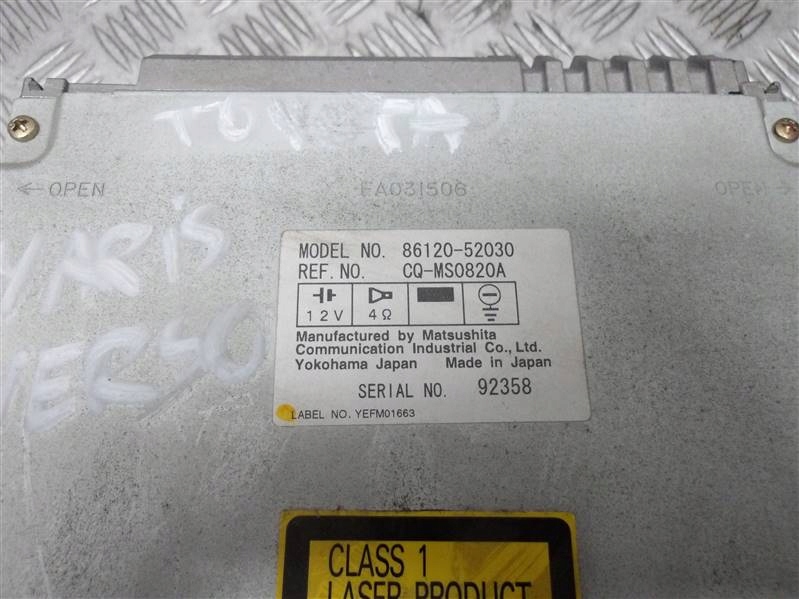 TOYOTA
← OPEN FA031506 OPEN →
YARiS
VERSO
MODEL NO. 86120-52030
REF. NO. CQ-MS0820A
12V 4Ω
Manufactured by Matsushita
Communication Industrial Co., Ltd.
Yokohama Japan Made in Japan
SERIAL NO. 92358
LABEL NO. YEFM01663
CLASS 1
LASER PRODUCT